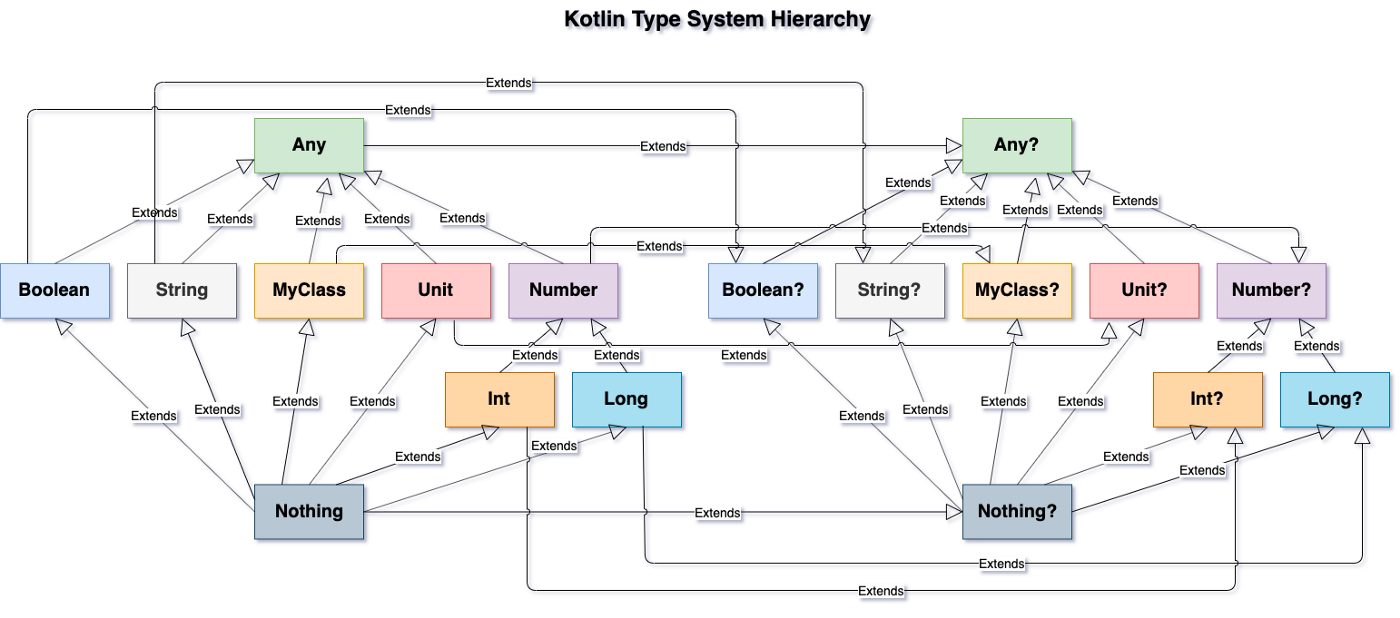 Kotlin Type System Hierarchy
Extends
Extends
Any
Extends
Any?
Extends
Extends
Extends
Extends
Extends
Extends
Extends
Extends
Extends
Extends
Extends
Extends
Boolean
String
MyClass
Unit
Number
Boolean?
String?
MyClass?
Unit?
Number?
Extends
Extends
Extends
Extends
Extends
Int
Long
Int?
Long?
Extends
Extends
Extends
Extends
Extends
Extends
Extends
Extends
Extends
Extends
Extends
Extends
Nothing
Extends
Nothing?
Extends
Extends